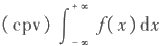 (cpv) ∫_{-∞}^{+∞} f(x)dx